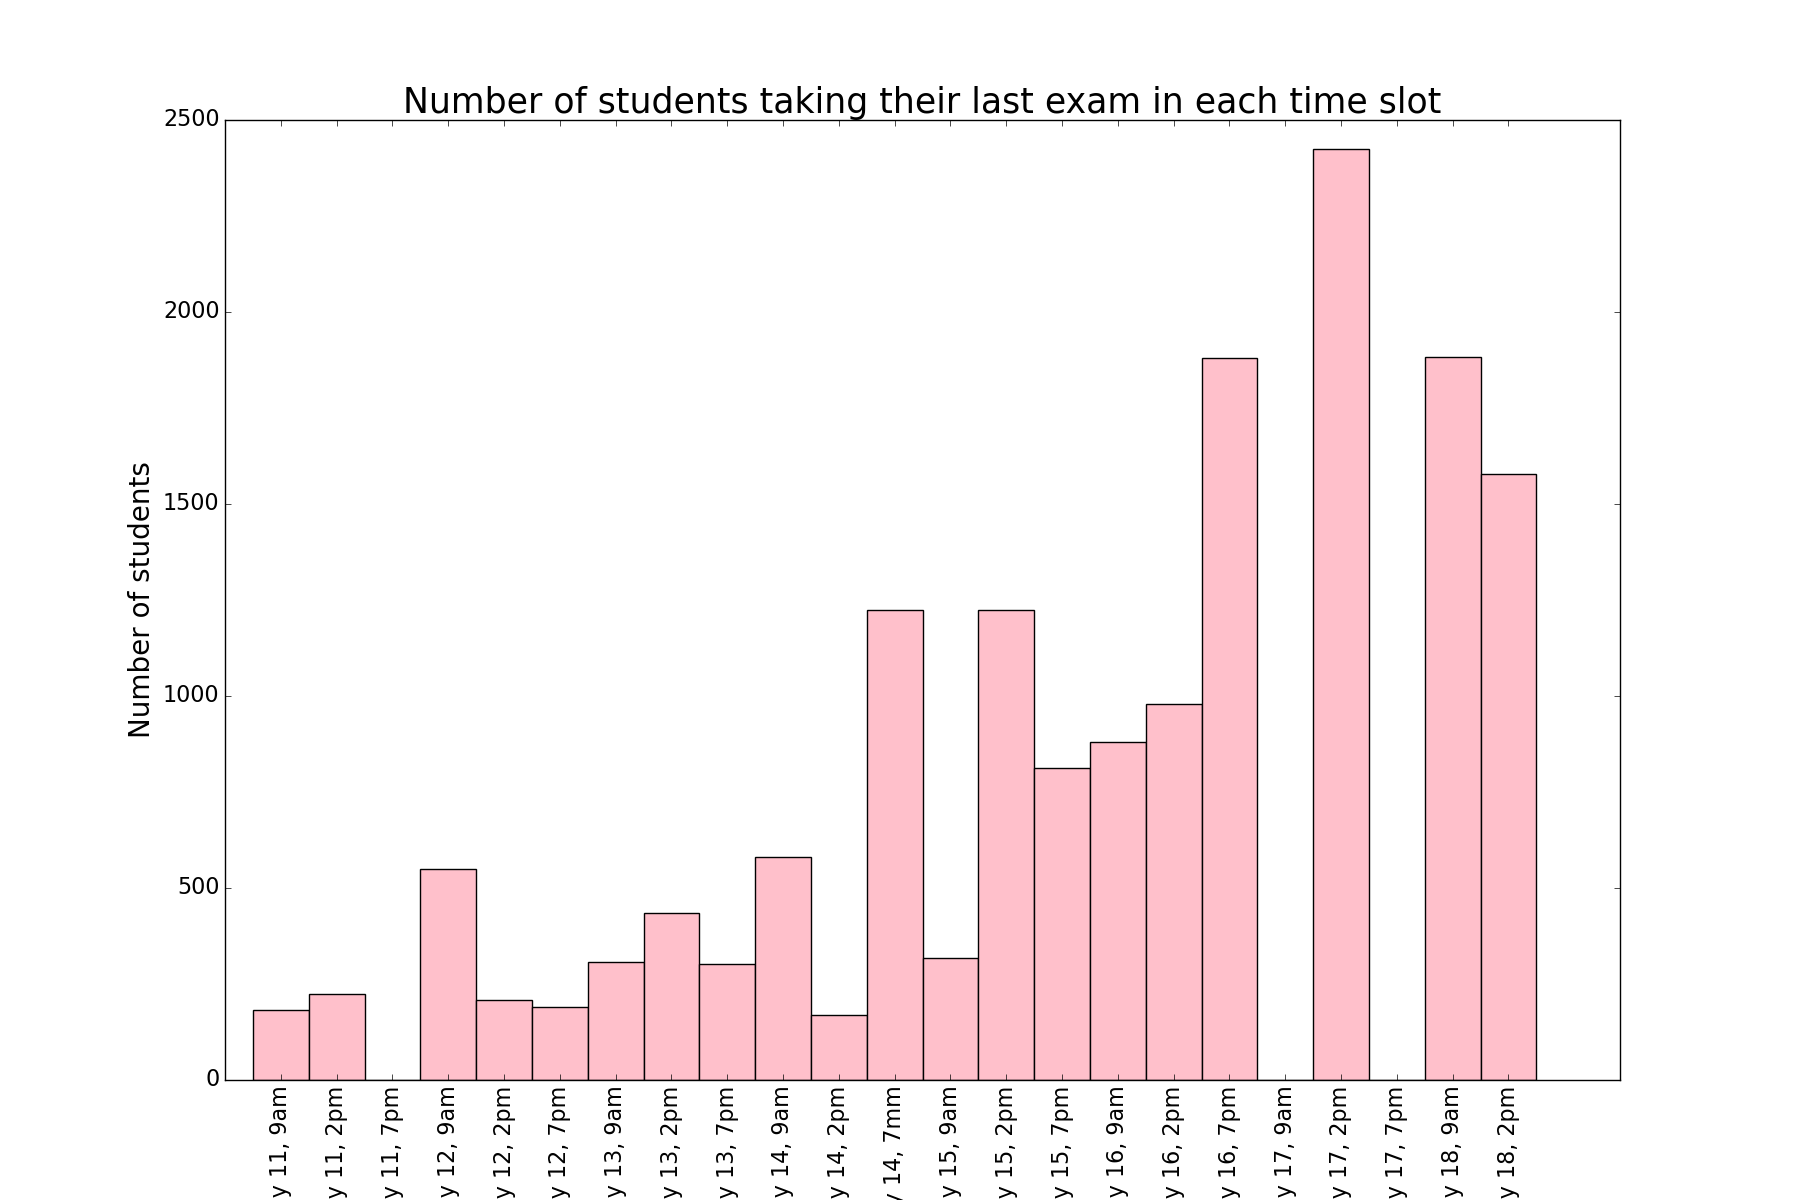 Number of students taking their last exam in each time slot
Number of students
2500
2000
1500
1000
500
0
y 11, 9am
y 11, 2pm
y 11, 7pm
y 12, 9am
y 12, 2pm
y 12, 7pm
y 13, 9am
y 13, 2pm
y 13, 7pm
y 14, 9am
y 14, 2pm
y 14, 7mm
y 15, 9am
y 15, 2pm
y 15, 7pm
y 16, 9am
y 16, 2pm
y 16, 7pm
y 17, 9am
y 17, 2pm
y 17, 7pm
y 18, 9am
y 18, 2pm